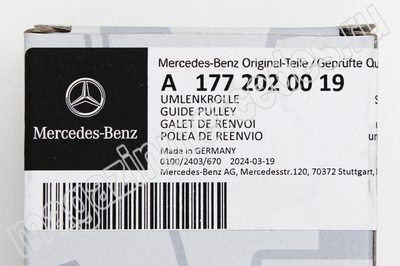 Mercedes-Benz Original-Teile / Geprüfte Qu
A 177 202 00 19
UMLENKROLLE
GUIDE PULLEY
GALET DE RENVOI
POLEA DE REENVIO
Made in GERMANY
0100/2403/670 2024-03-19
Mercedes-Benz AG, Mercedesstr.120, 70372 Stuttgart,
Mercedes-Benz